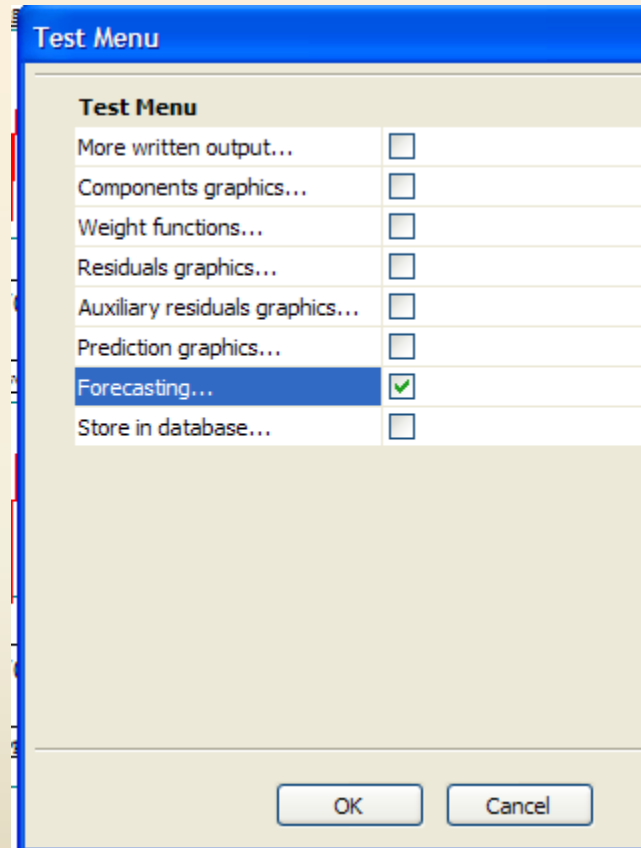 Test Menu
Test Menu
More written output...
Components graphics...
Weight functions...
Residuals graphics...
Auxiliary residuals graphics...
Prediction graphics...
Forecasting...
Store in database...
OK Cancel